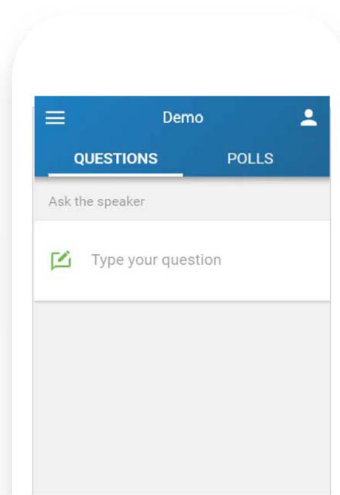 Demo
QUESTIONS POLLS
Ask the speaker
Type your question